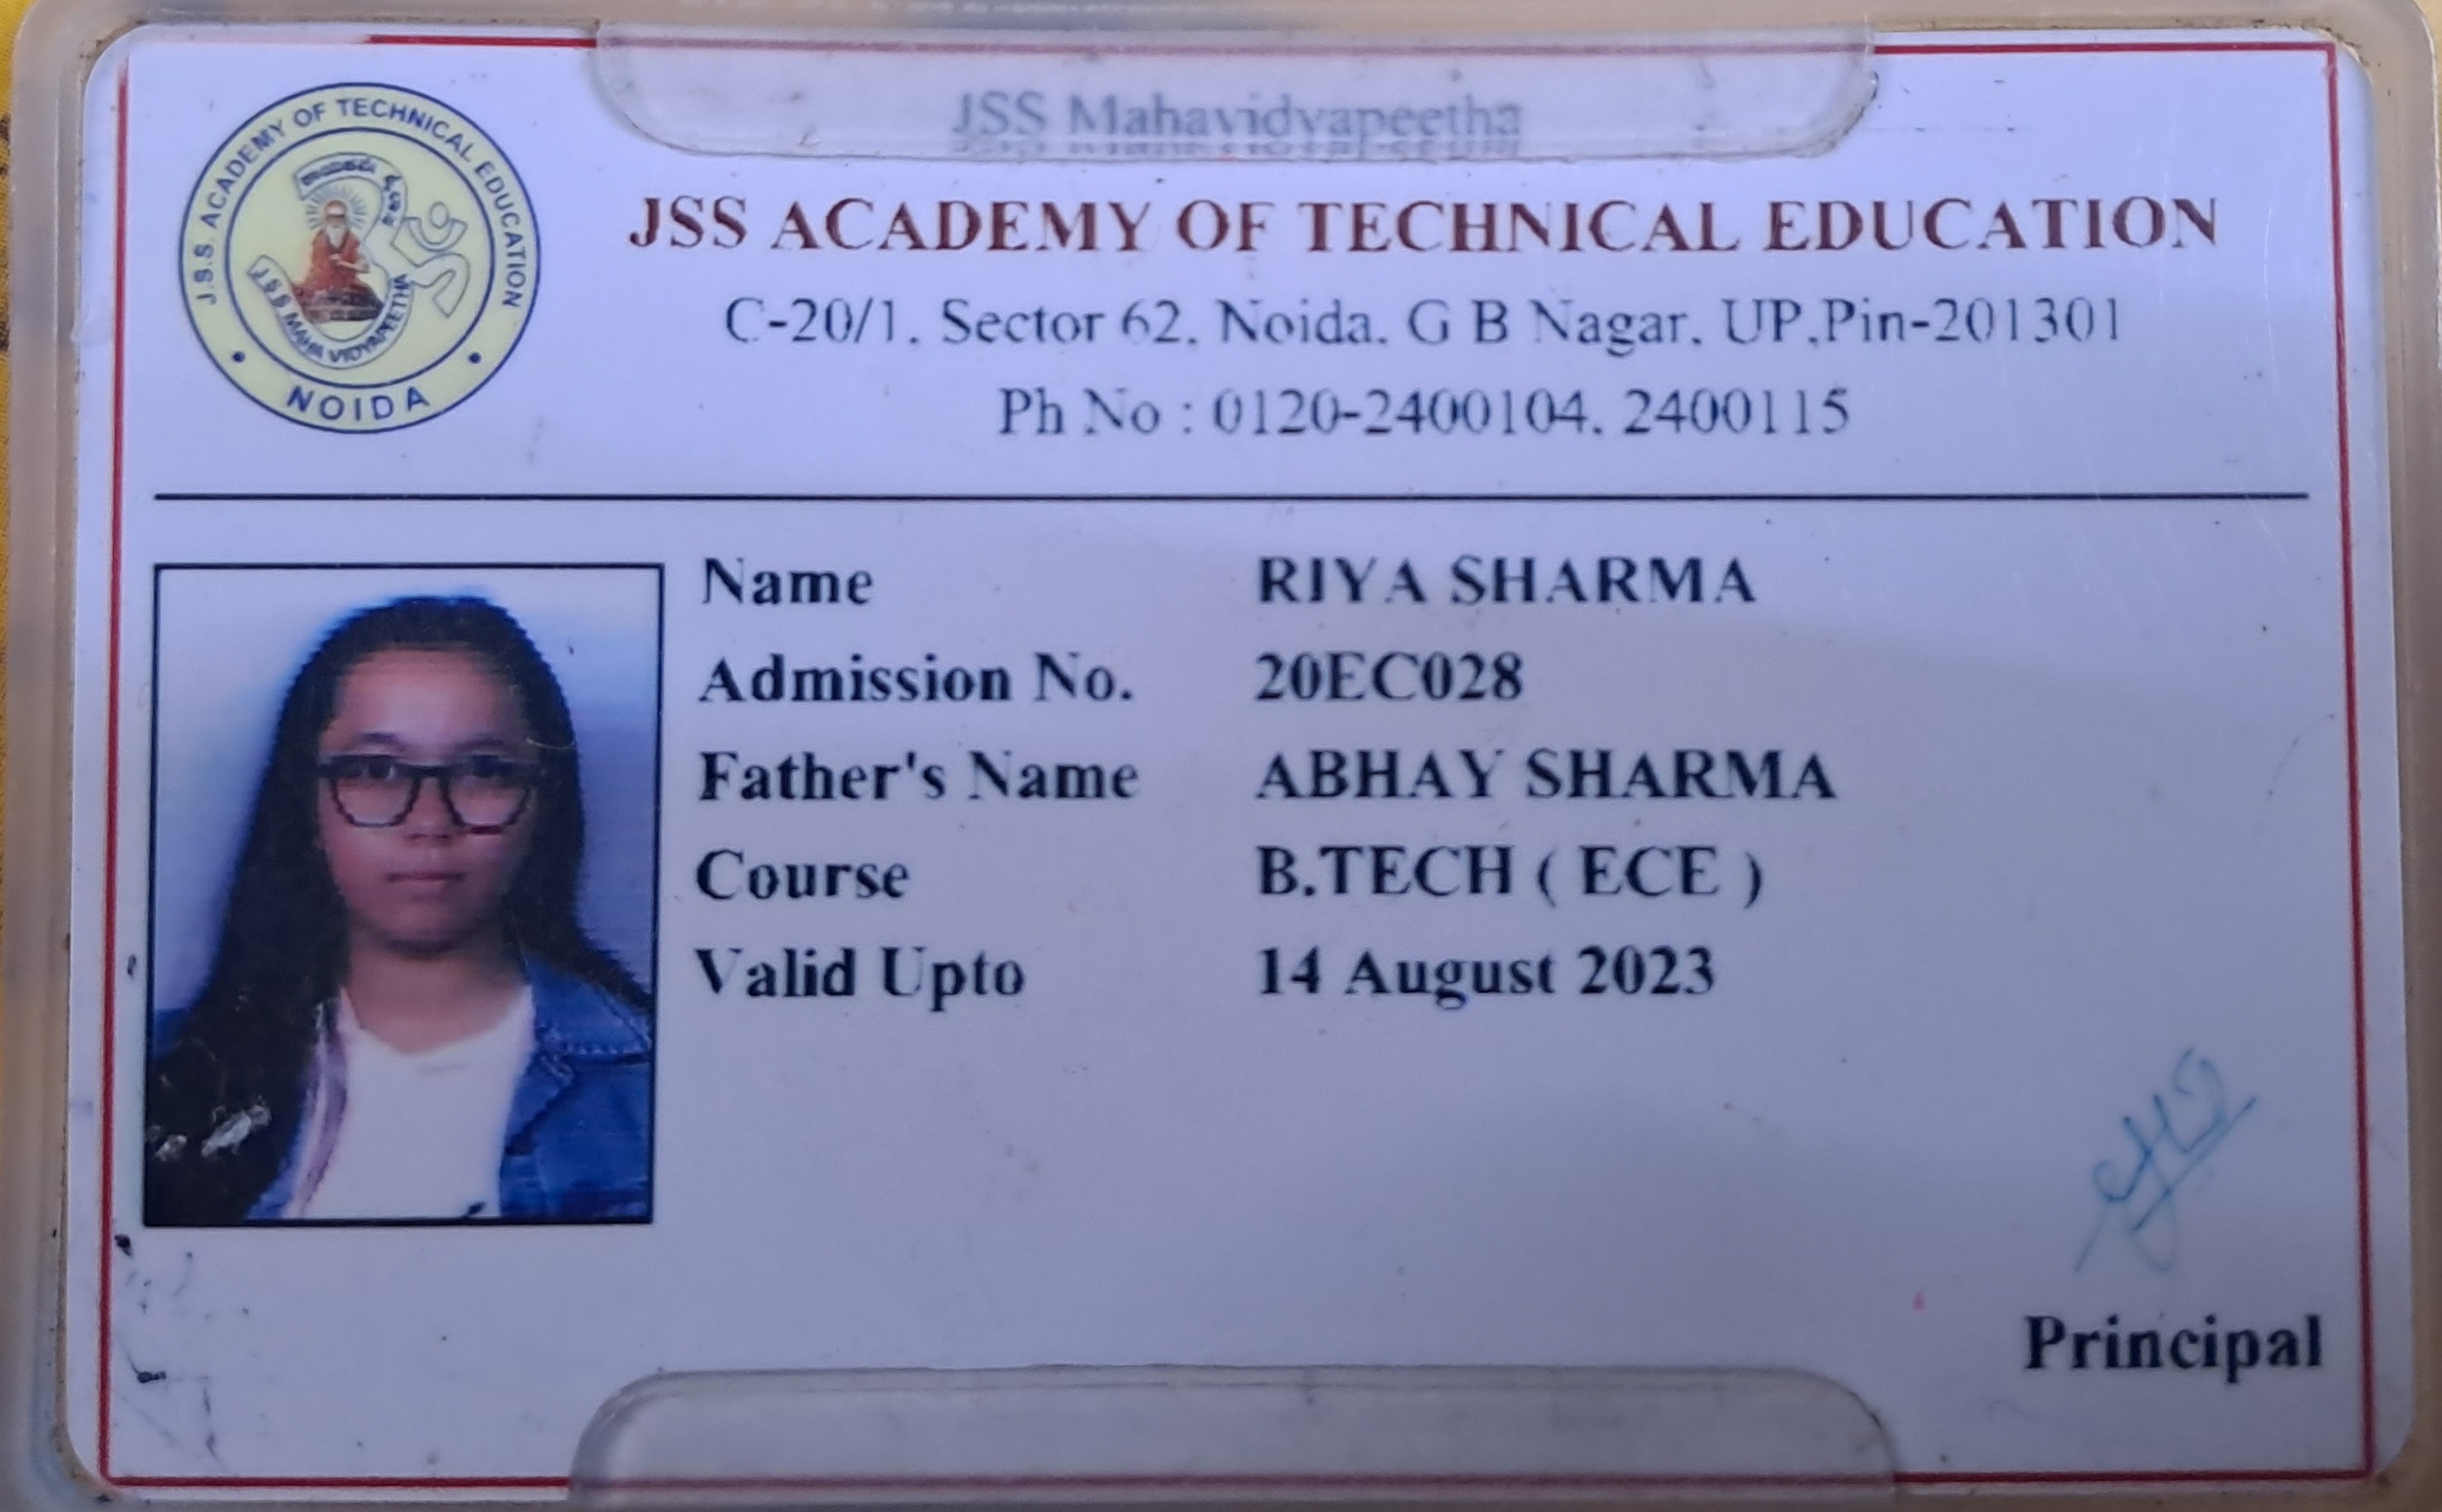 JSS Mahavidyapeetha
J.S.S. ACADEMY OF TECHNICAL EDUCATION
JSS MAHA VIDYAPEETHA
NOIDA
JSS ACADEMY OF TECHNICAL EDUCATION
C-20/1, Sector 62, Noida, G B Nagar, UP,Pin-201301
Ph No : 0120-2400104, 2400115
Name RIYA SHARMA
Admission No. 20EC028
Father's Name ABHAY SHARMA
Course B.TECH ( ECE )
Valid Upto 14 August 2023
Principal